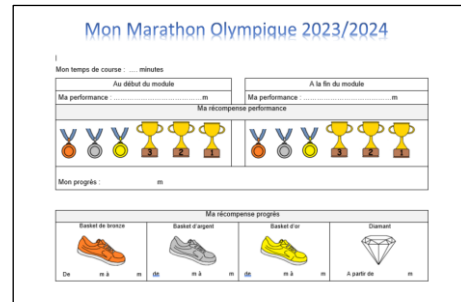 Mon Marathon Olympique 2023/2024
Mon temps de course : .... minutes
Au début du module
A la fin du module
Ma performance : ........................................m
Ma performance : ........................................m
Ma récompense performance
3 2 1 3 2 1
Mon progrés : m
Ma récompense progrès
Basket de bronze Basket d'argent Basket d'or Diamant
De m à m de m à m de m à m A partir de m